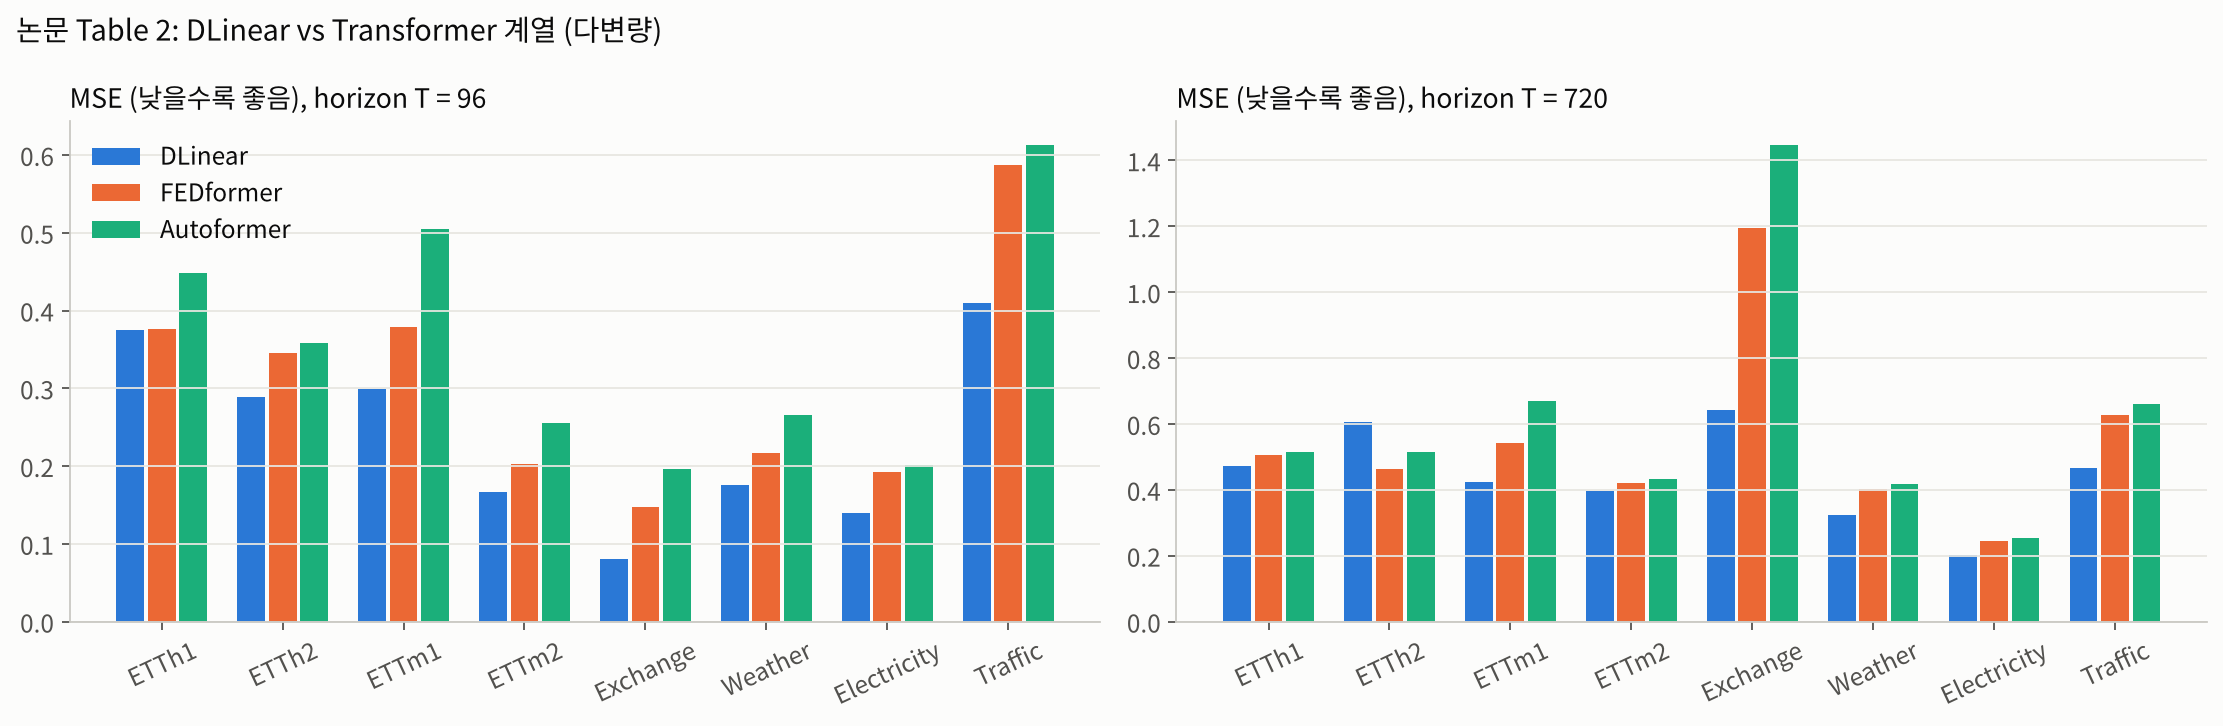 논문 Table 2: DLinear vs Transformer 계열 (다변량)
MSE (낮을수록 좋음), horizon T = 96
DLinear
FEDformer
Autoformer
0.6
0.5
0.4
0.3
0.2
0.1
0.0
ETTh1
ETTh2
ETTm1
ETTm2
Exchange
Weather
Electricity
Traffic
MSE (낮을수록 좋음), horizon T = 720
1.4
1.2
1.0
0.8
0.6
0.4
0.2
0.0
ETTh1
ETTh2
ETTm1
ETTm2
Exchange
Weather
Electricity
Traffic